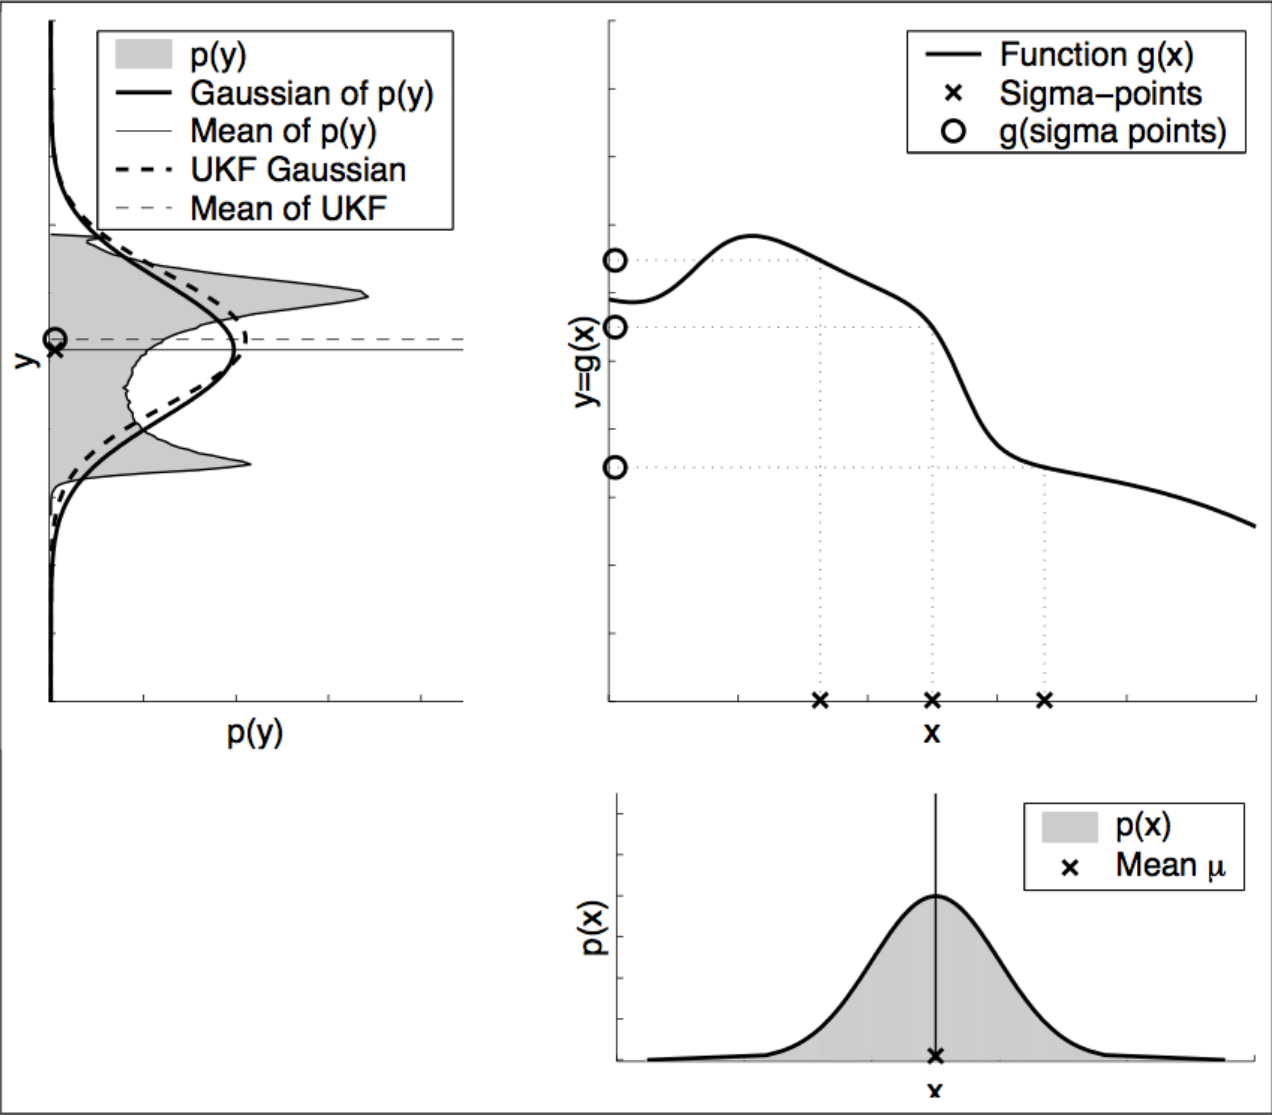 p(y)
Gaussian of p(y)
Mean of p(y)
UKF Gaussian
Mean of UKF
y
p(y)
Function g(x)
Sigma–points
g(sigma points)
y=g(x)
x
p(x)
Mean μ
p(x)
x